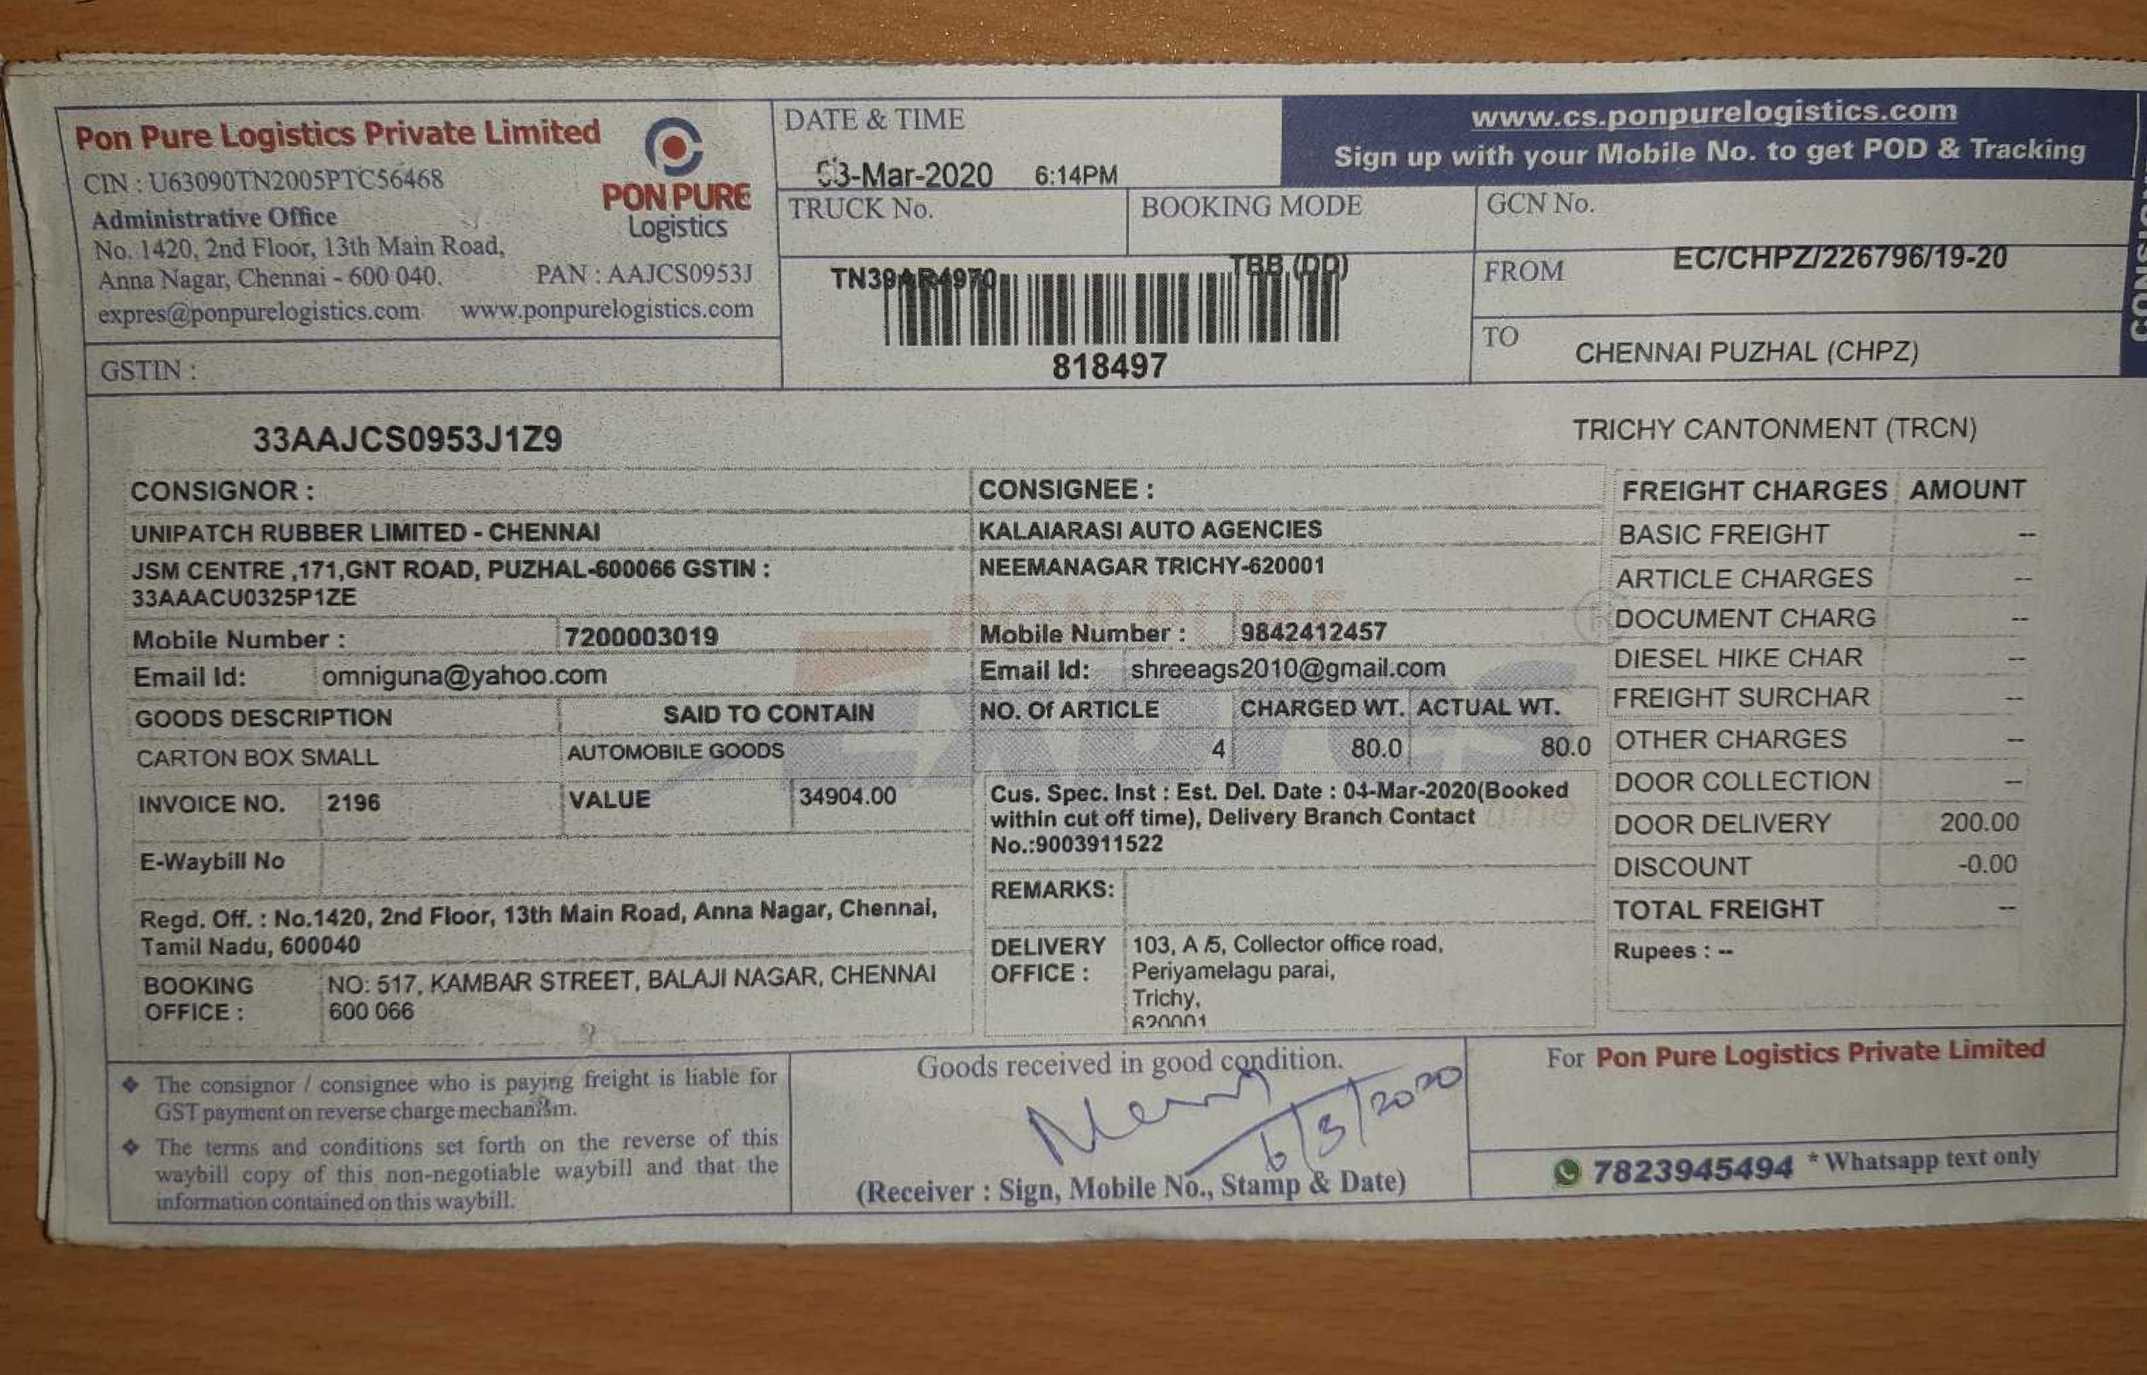 Pon Pure Logistics Private Limited
CIN : U63090TN2005PTC56468
Administrative Office
No. 1420, 2nd Floor, 13th Main Road,
Anna Nagar, Chennai - 600 040.
PAN : AAJCS0953J
expres@ponpurelogistics.com www.ponpurelogistics.com
PON PURE
Logistics
GSTIN :
33AAJCS0953J1Z9
DATE & TIME
03-Mar-2020 6:14PM
www.cs.ponpurelogistics.com
Sign up with your Mobile No. to get POD & Tracking
TRUCK No.
BOOKING MODE
GCN No.
TN39AR4970
TBB (DD)
EC/CHPZ/226796/19-20
818497
FROM
CHENNAI PUZHAL (CHPZ)
TO
TRICHY CANTONMENT (TRCN)
CONSIGNOR :
UNIPATCH RUBBER LIMITED - CHENNAI
JSM CENTRE ,171,GNT ROAD, PUZHAL-600066 GSTIN :
33AAACU0325P1ZE
Mobile Number : 7200003019
Email Id: omniguna@yahoo.com
CONSIGNEE :
KALAIARASI AUTO AGENCIES
NEEMANAGAR TRICHY-620001
Mobile Number : 9842412457
Email Id: shreeags2010@gmail.com
GOODS DESCRIPTION SAID TO CONTAIN NO. Of ARTICLE CHARGED WT. ACTUAL WT.
CARTON BOX SMALL AUTOMOBILE GOODS 4 80.0 80.0
INVOICE NO. 2196 VALUE 34904.00
E-Waybill No
Regd. Off. : No.1420, 2nd Floor, 13th Main Road, Anna Nagar, Chennai,
Tamil Nadu, 600040
BOOKING OFFICE :
NO: 517, KAMBAR STREET, BALAJI NAGAR, CHENNAI
600 066
Cus. Spec. Inst : Est. Del. Date : 04-Mar-2020(Booked
within cut off time), Delivery Branch Contact
No.:9003911522
REMARKS:
DELIVERY OFFICE :
103, A /5, Collector office road,
Periyamelagu parai,
Trichy,
620001
FREIGHT CHARGES AMOUNT
BASIC FREIGHT --
ARTICLE CHARGES --
DOCUMENT CHARG --
DIESEL HIKE CHAR --
FREIGHT SURCHAR --
OTHER CHARGES --
DOOR COLLECTION --
DOOR DELIVERY 200.00
DISCOUNT -0.00
TOTAL FREIGHT --
Rupees : --
The consignor / consignee who is paying freight is liable for
GST payment on reverse charge mechanism.
The terms and conditions set forth on the reverse of this
waybill copy of this non-negotiable waybill and that the
information contained on this waybill.
Goods received in good condition.
6/3/2020
(Receiver : Sign, Mobile No., Stamp & Date)
For Pon Pure Logistics Private Limited
7823945494 * Whatsapp text only